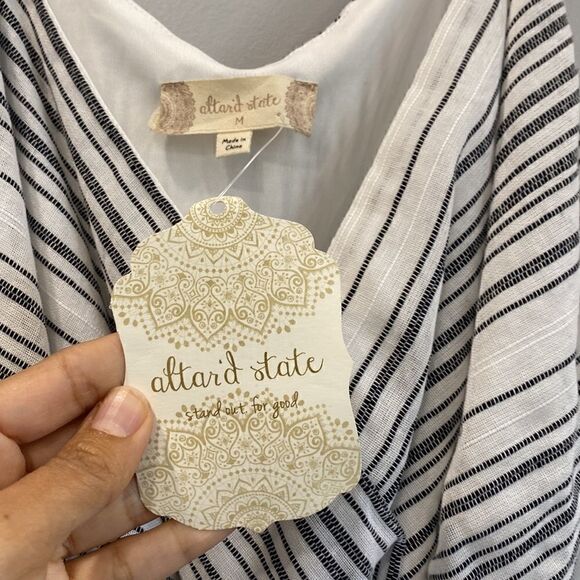 altar'd state
M
Made in
China
altar'd state
stand out. for good.